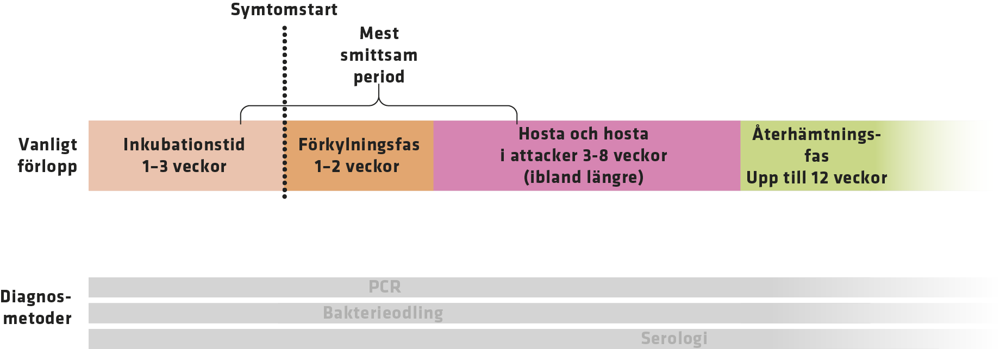 Symtomstart
Mest
smittsam
period
Vanligt
förlopp
Inkubationstid
1–3 veckor
Förkylningsfas
1–2 veckor
Hosta och hosta
i attacker 3-8 veckor
(ibland längre)
Återhämtnings-
fas
Upp till 12 veckor
Diagnos-
metoder
PCR
Bakterieodling
Serologi